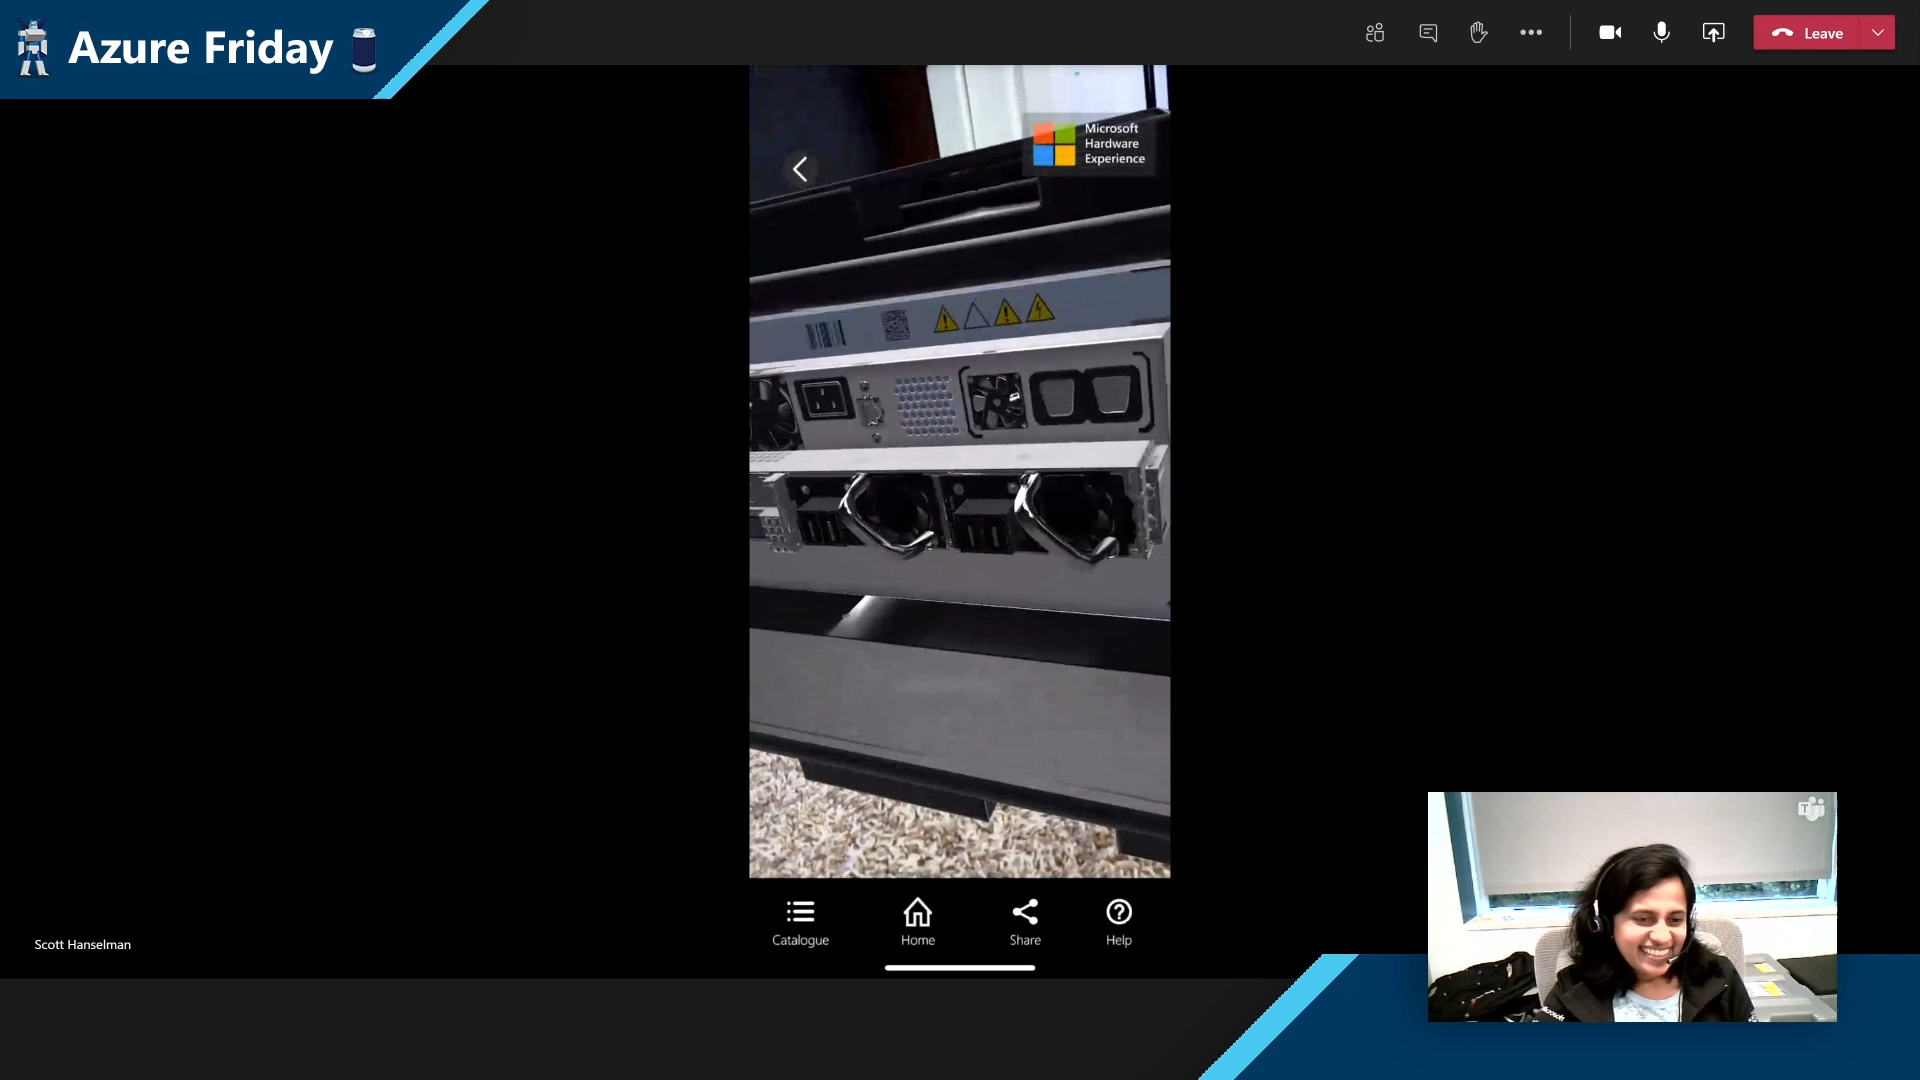 Azure Friday
Leave
Microsoft
Hardware
Experience
Catalogue
Home
Share
Help
Scott Hanselman